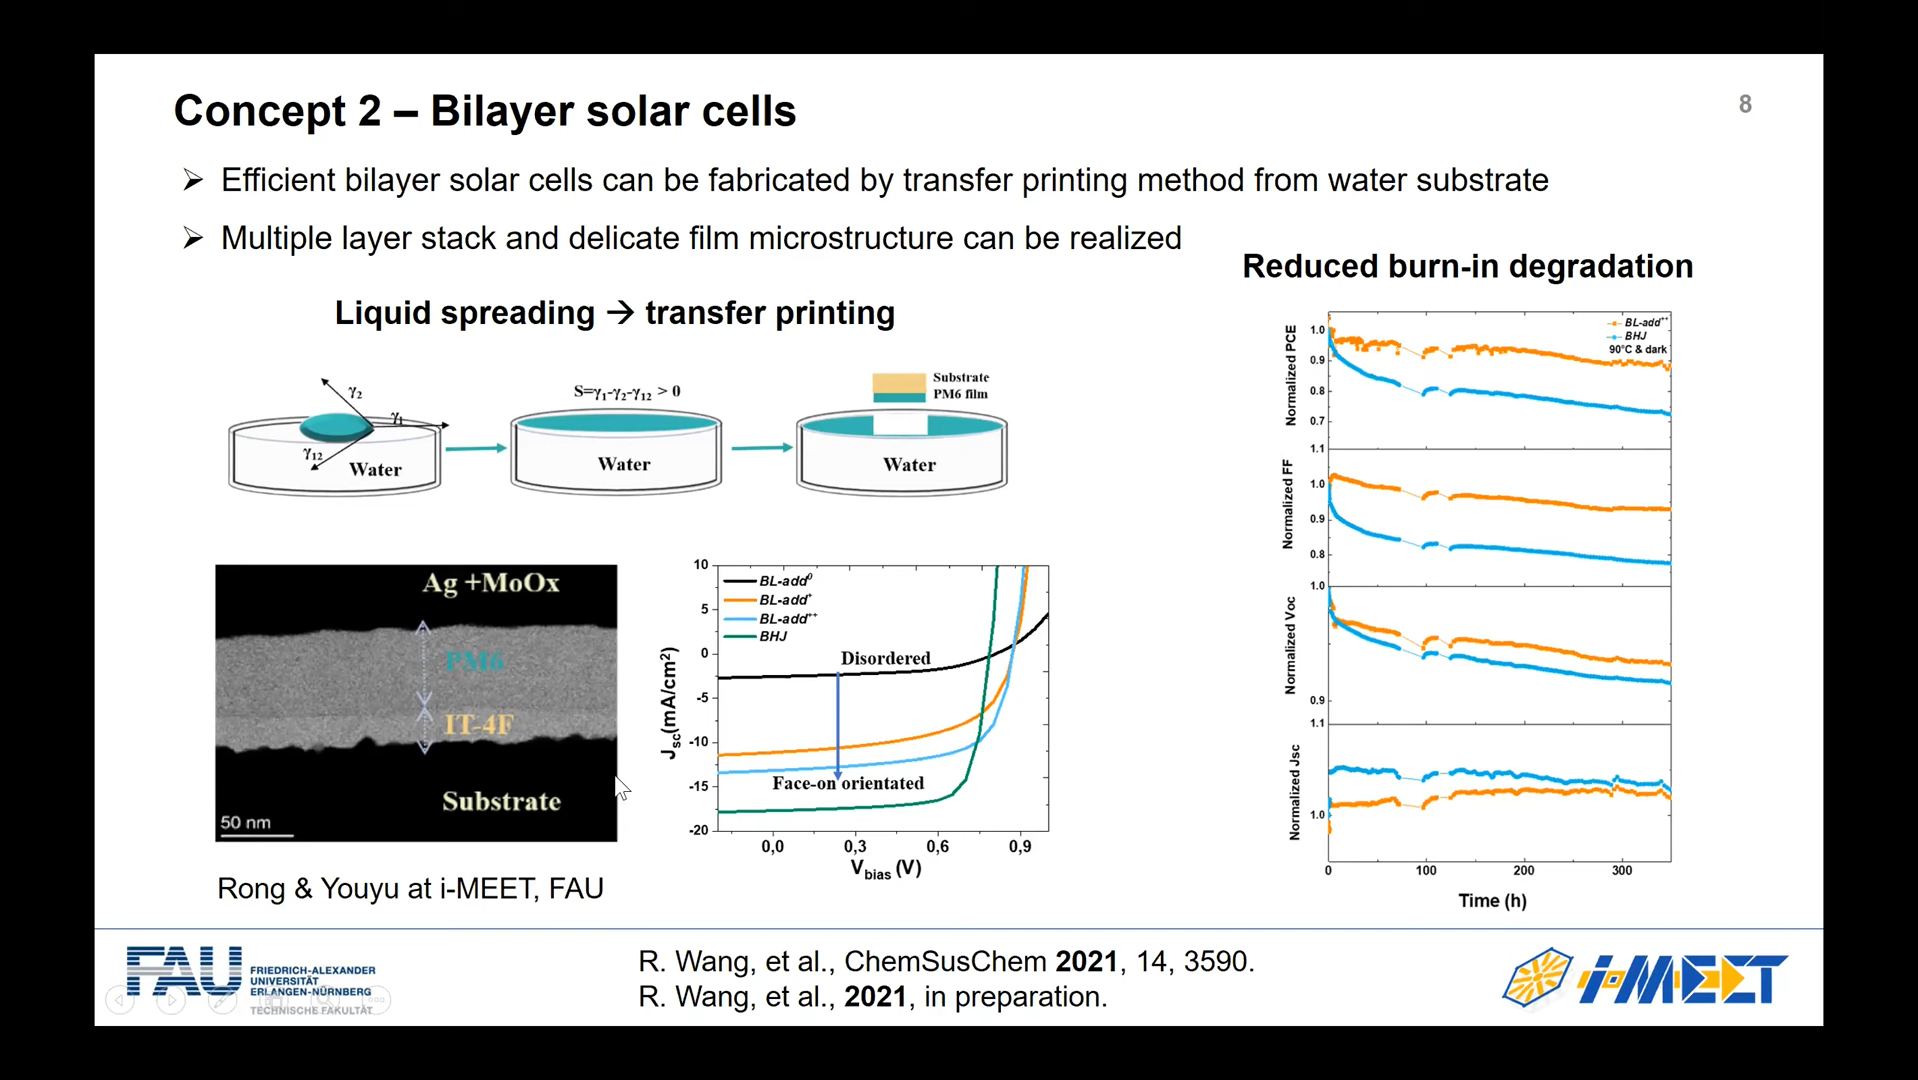 Concept 2 – Bilayer solar cells
8
➢ Efficient bilayer solar cells can be fabricated by transfer printing method from water substrate
➢ Multiple layer stack and delicate film microstructure can be realized
Reduced burn-in degradation
Liquid spreading → transfer printing
γ2
γ1
γ12
Water
S=γ1-γ2-γ12 > 0
Water
Substrate
PM6 film
Water
Ag +MoOx
PM6
IT-4F
Substrate
50 nm
Rong & Youyu at i-MEET, FAU
Jsc(mA/cm2)
10
5
0
-5
-10
-15
-20
BL-add0
BL-add+
BL-add++
BHJ
Disordered
Face-on orientated
0,0 0,3 0,6 0,9
Vbias (V)
Normalized PCE
1.0
0.9
0.8
0.7
BL-add++
BHJ
90°C & dark
Normalized FF
1.1
1.0
0.9
0.8
Normalized Voc
1.0
0.9
Normalized Jsc
1.1
1.0
0 100 200 300
Time (h)
FAU
FRIEDRICH-ALEXANDER
UNIVERSITÄT
ERLANGEN-NÜRNBERG
TECHNISCHE FAKULTÄT
R. Wang, et al., ChemSusChem 2021, 14, 3590.
R. Wang, et al., 2021, in preparation.
i-MEET